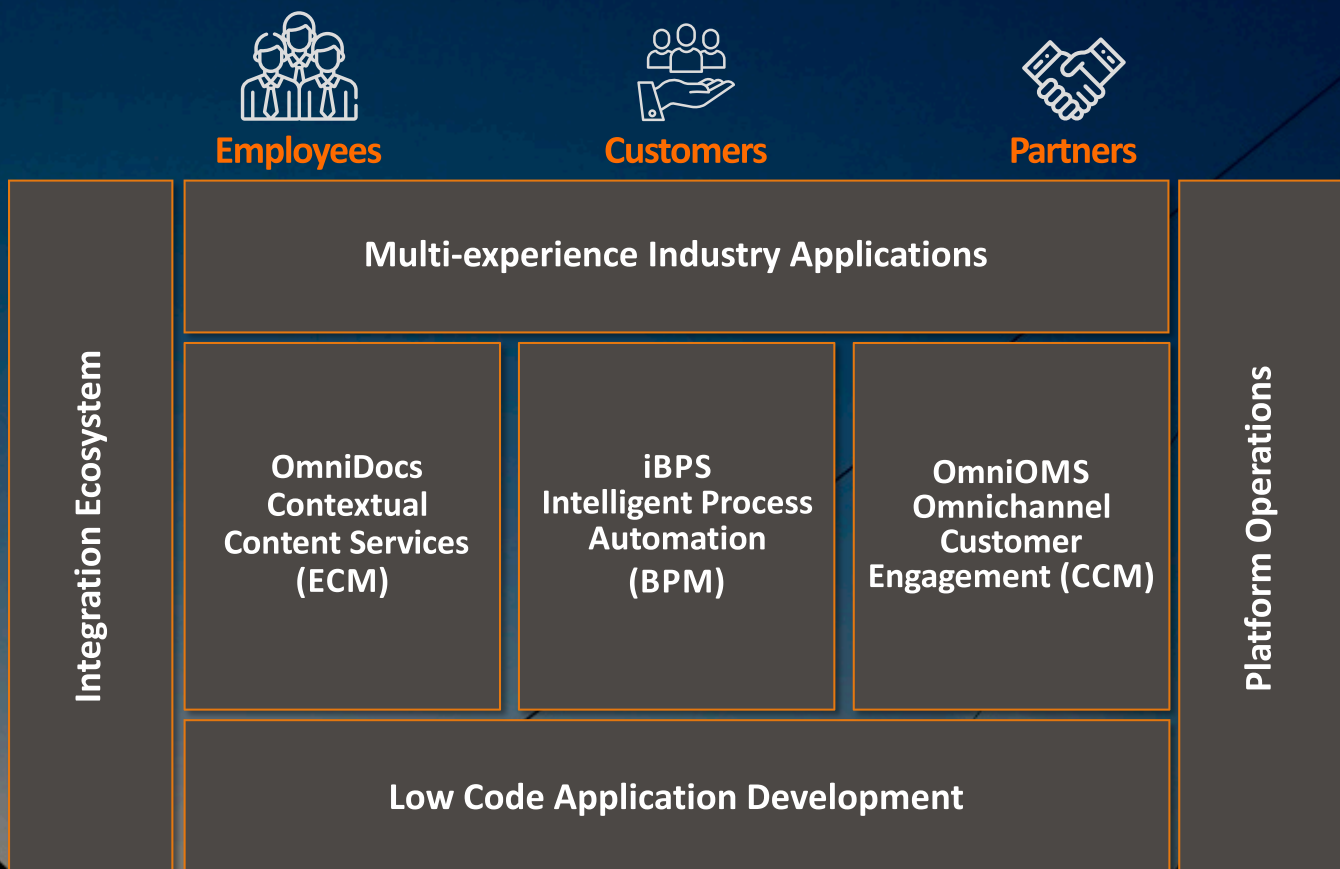 Employees
Customers
Partners
Multi-experience Industry Applications
Integration Ecosystem
OmniDocs
Contextual
Content Services
(ECM)
iBPS
Intelligent Process
Automation
(BPM)
OmniOMS
Omnichannel
Customer
Engagement (CCM)
Platform Operations
Low Code Application Development